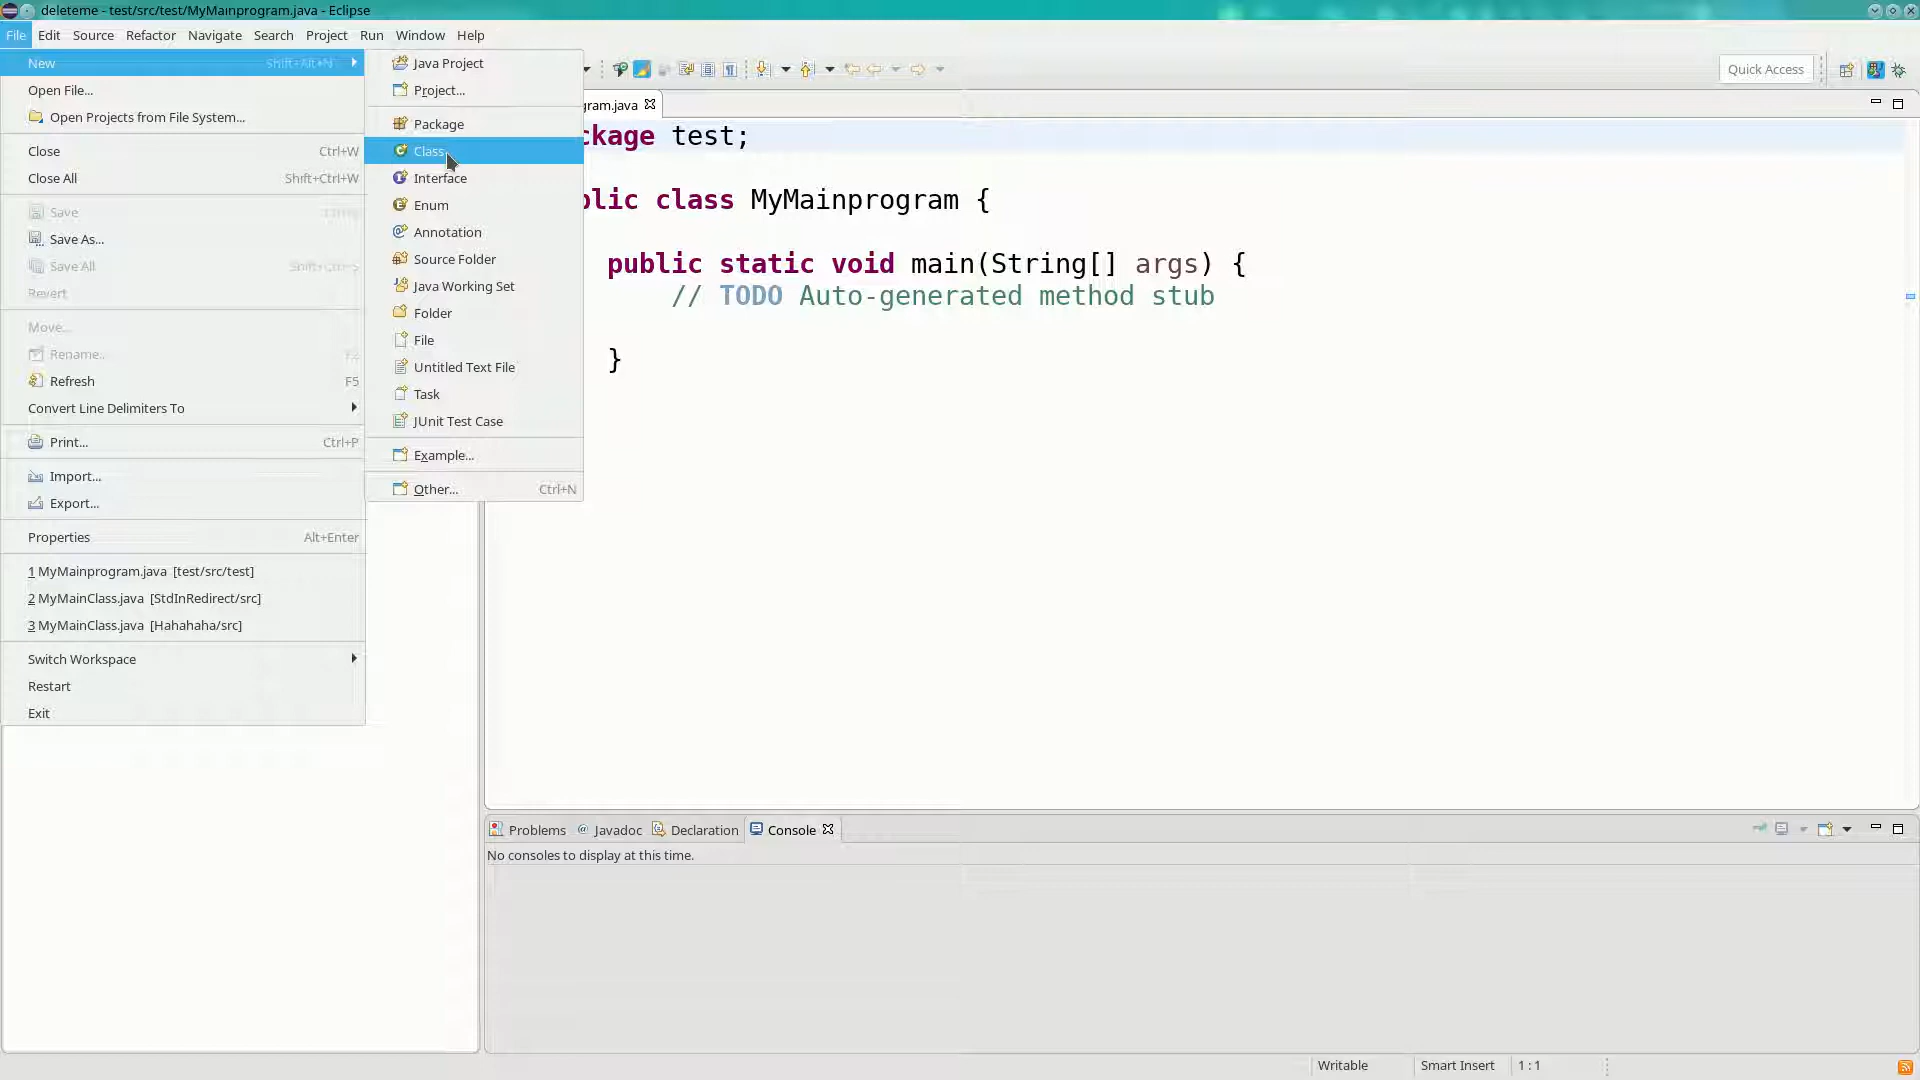 deleteme - test/src/test/MyMainprogram.java - Eclipse
File Edit Source Refactor Navigate Search Project Run Window Help
New Shift+Alt+N
Open File...
Open Projects from File System...
Close Ctrl+W
Close All Shift+Ctrl+W
Save
Save As...
Save All Shift+Ctrl+S
Revert
Move...
Rename... F2
Refresh F5
Convert Line Delimiters To
Print... Ctrl+P
Import...
Export...
Properties Alt+Enter
1 MyMainprogram.java [test/src/test]
2 MyMainClass.java [StdInRedirect/src]
3 MyMainClass.java [Hahahaha/src]
Switch Workspace
Restart
Exit
Java Project
Project...
Package
Class
Interface
Enum
Annotation
Source Folder
Java Working Set
Folder
File
Untitled Text File
Task
JUnit Test Case
Example...
Other... Ctrl+N
Quick Access
gram.java
ckage test;
blic class MyMainprogram {
public static void main(String[] args) {
// TODO Auto-generated method stub
}
Problems Javadoc Declaration Console
No consoles to display at this time.
Writable Smart Insert 1 : 1